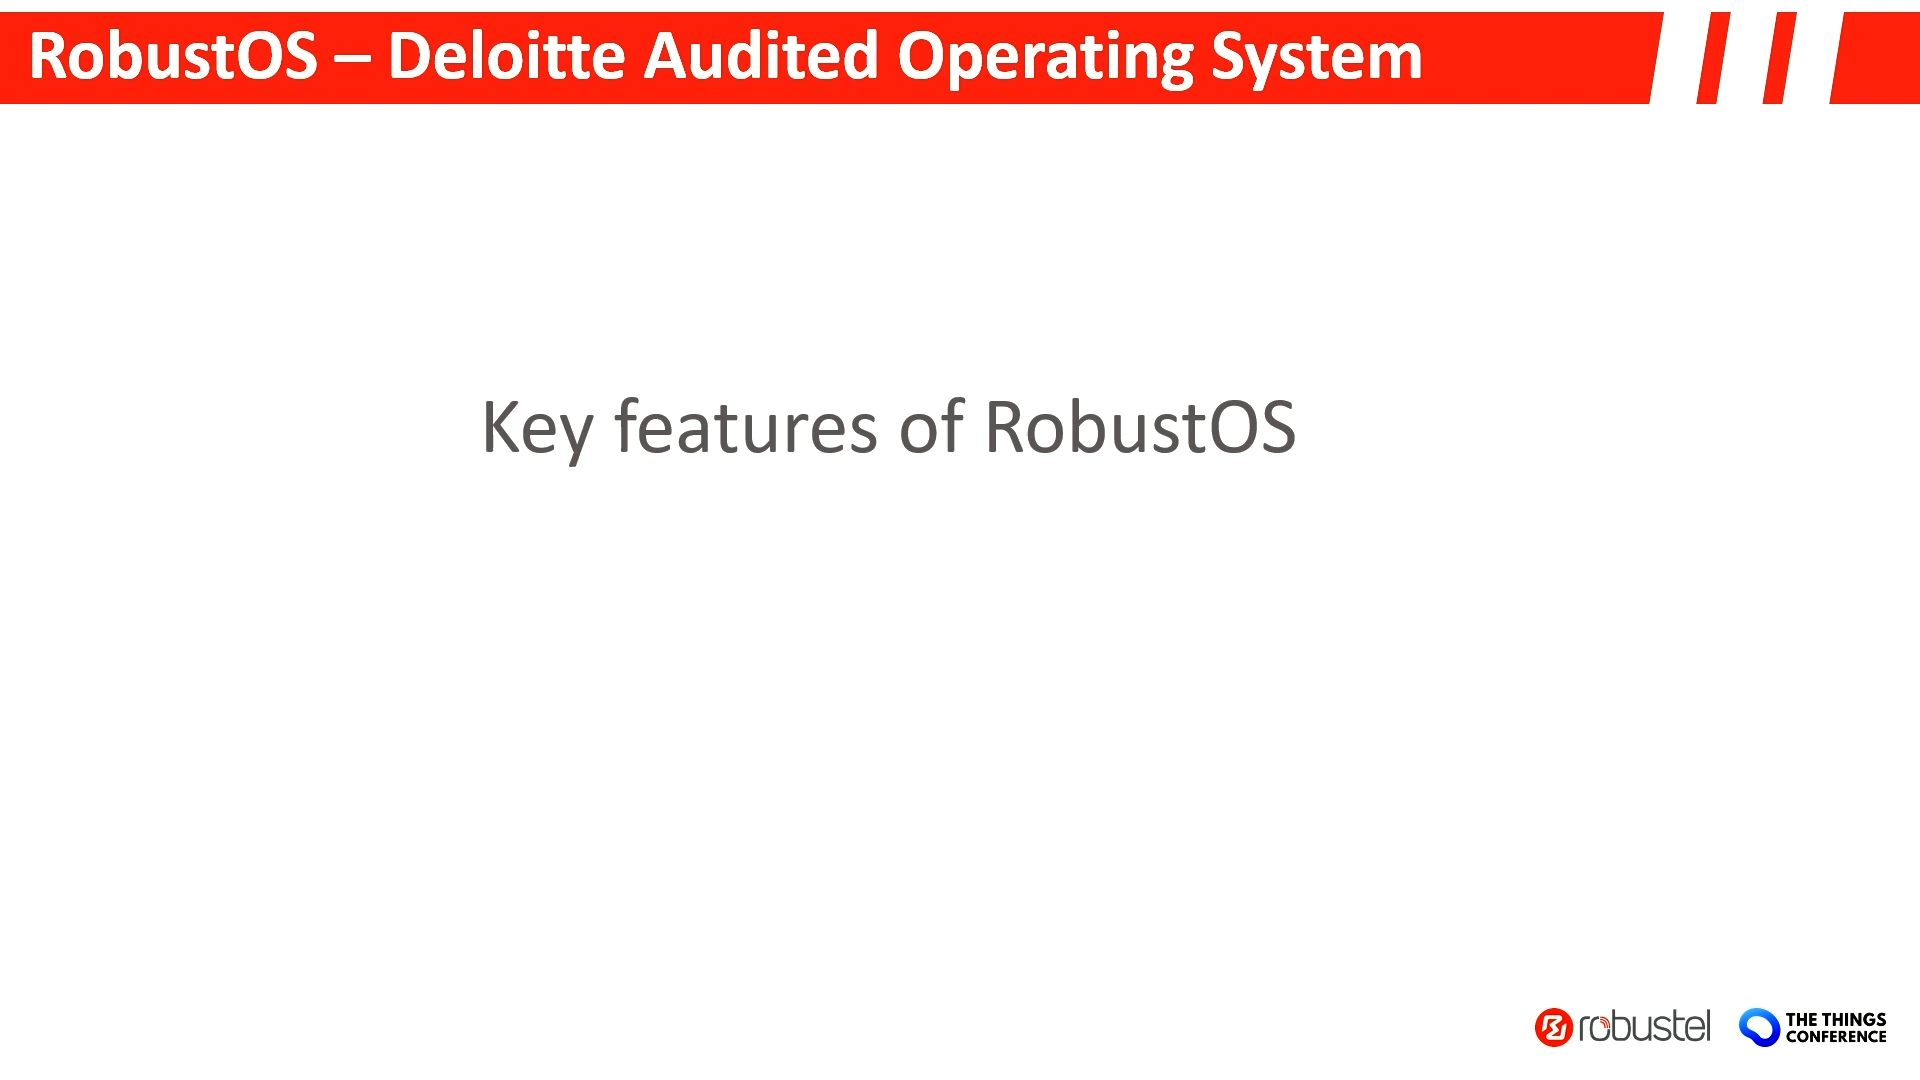 RobustOS – Deloitte Audited Operating System
Key features of RobustOS
robustel
THE THINGS
CONFERENCE